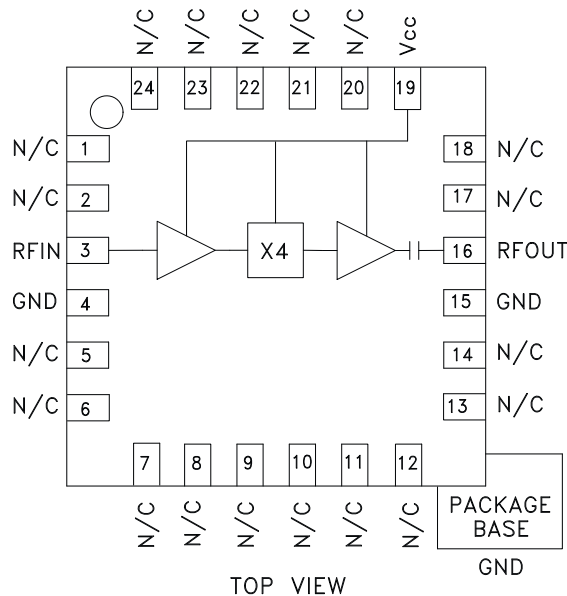 N/C N/C N/C N/C N/C Vcc
24 23 22 21 20 19
N/C 1 18 N/C
N/C 2 17 N/C
RFIN 3 X4 16 RFOUT
GND 4 15 GND
N/C 5 14 N/C
N/C 6 13 N/C
7 8 9 10 11 12
N/C N/C N/C N/C N/C N/C
PACKAGE
BASE
GND
TOP VIEW